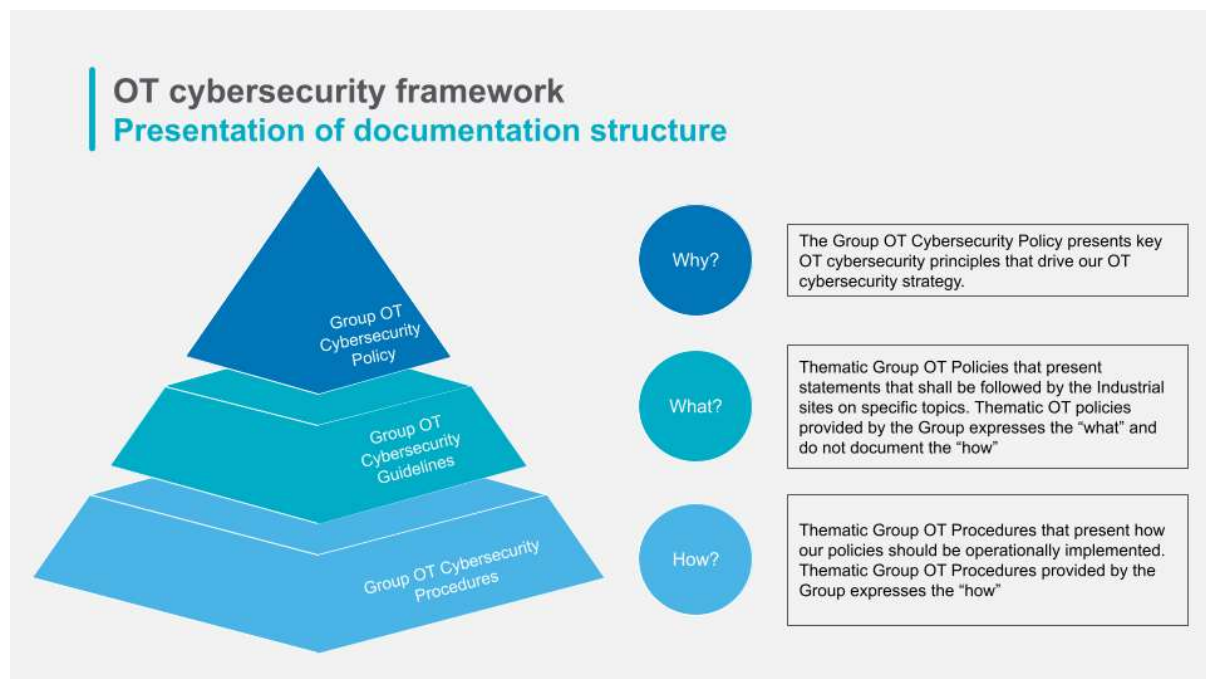 OT cybersecurity framework
Presentation of documentation structure
Group OT
Cybersecurity
Policy
Group OT
Cybersecurity
Guidelines
Group OT Cybersecurity
Procedures
Why?
The Group OT Cybersecurity Policy presents key
OT cybersecurity principles that drive our OT
cybersecurity strategy.
What?
Thematic Group OT Policies that present
statements that shall be followed by the Industrial
sites on specific topics. Thematic OT policies
provided by the Group expresses the “what” and
do not document the “how”
How?
Thematic Group OT Procedures that present how
our policies should be operationally implemented.
Thematic Group OT Procedures provided by the
Group expresses the “how”